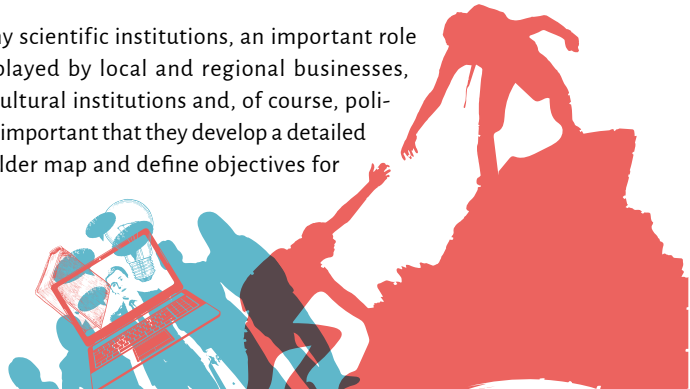 ny scientific institutions, an important role
played by local and regional businesses,
ultural institutions and, of course, poli-
important that they develop a detailed
lder map and define objectives for